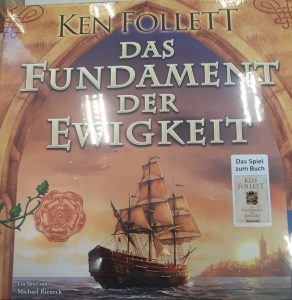 KEN FOLLETT
DAS
FUNDAMENT
DER
EWIGKEIT
Das Spiel
zum Buch
KEN
FOLLETT
Ein Spiel von
Michael Rieneck